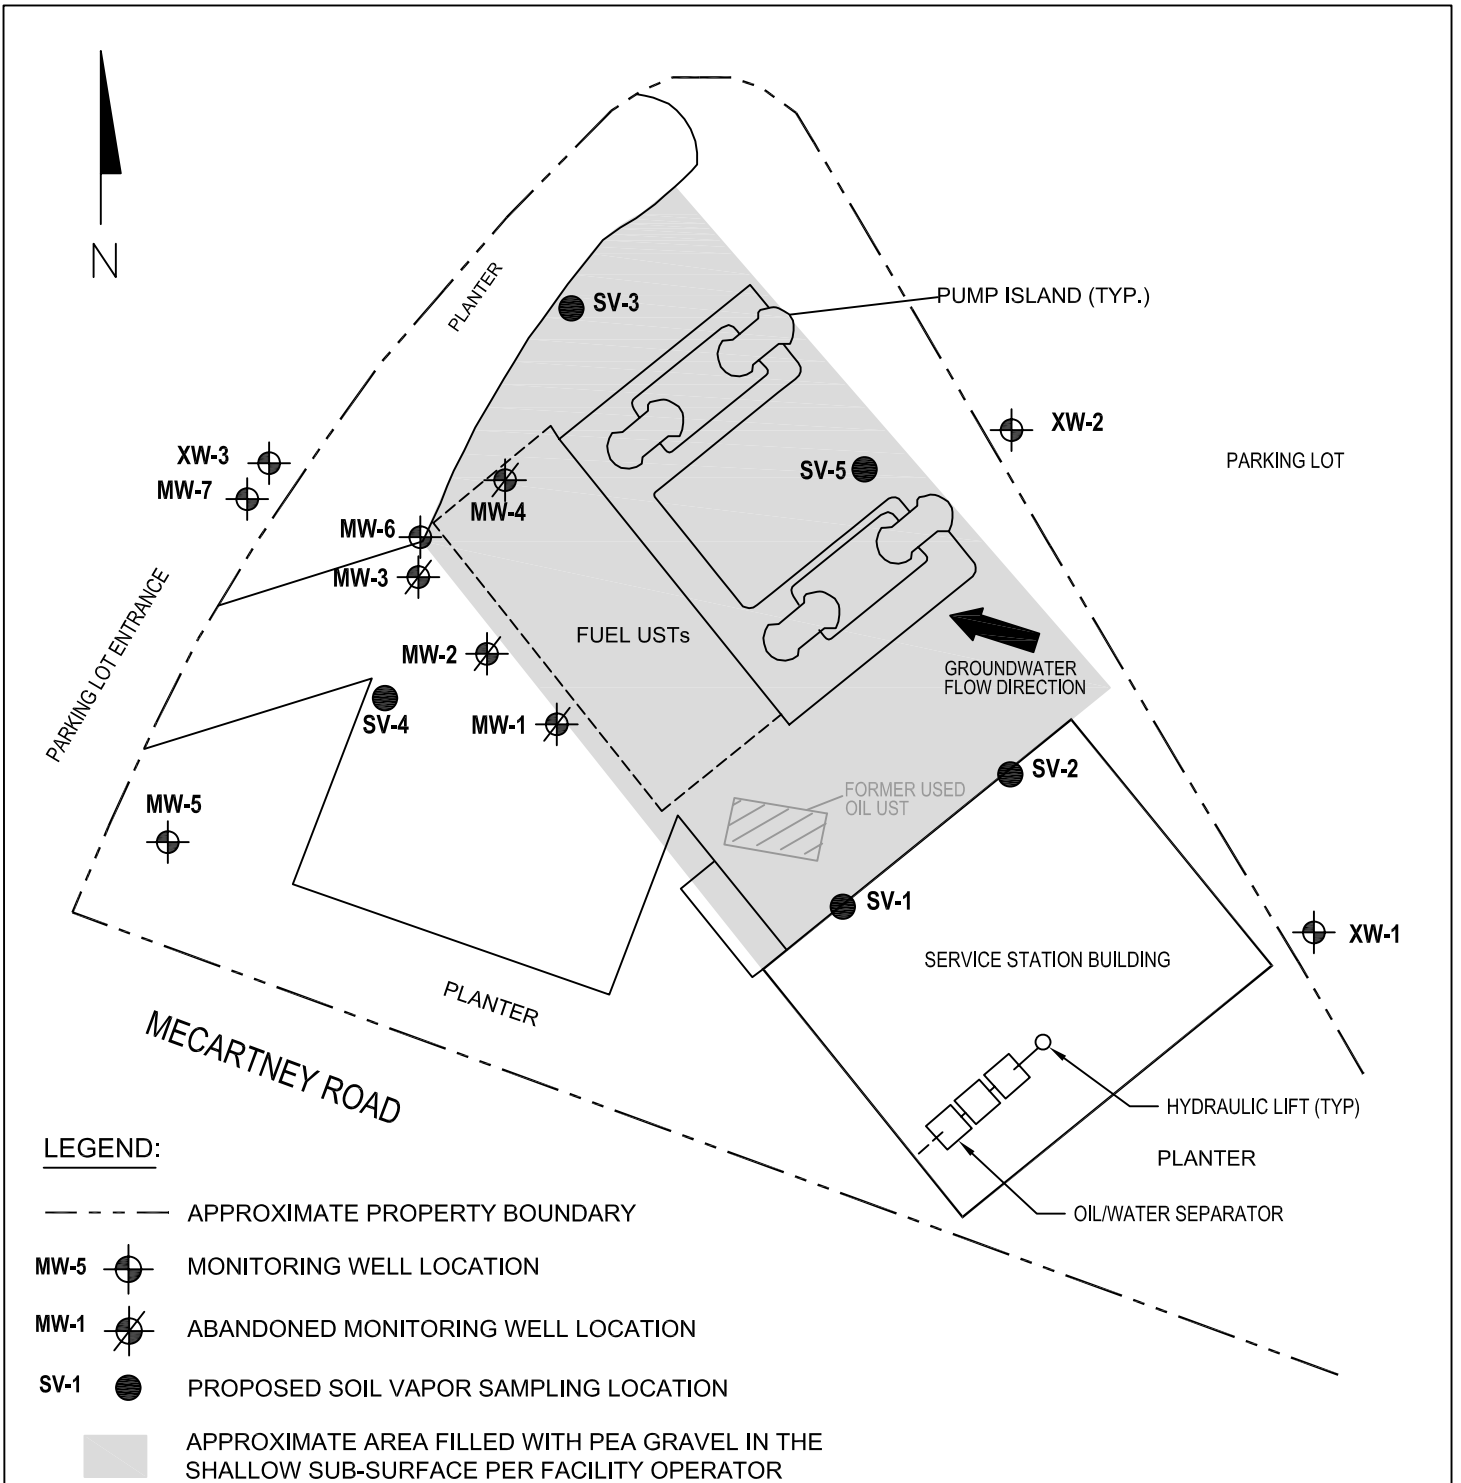 N
PLANTER
SV-3
PUMP ISLAND (TYP.)
XW-2
PARKING LOT
XW-3
SV-5
MW-7
MW-4
MW-6
MW-3
PARKING LOT ENTRANCE
FUEL USTs
MW-2
GROUNDWATER
FLOW DIRECTION
SV-4
MW-1
SV-2
MW-5
FORMER USED
OIL UST
SV-1
XW-1
SERVICE STATION BUILDING
PLANTER
MECARTNEY ROAD
HYDRAULIC LIFT (TYP)
PLANTER
OIL/WATER SEPARATOR
LEGEND:
APPROXIMATE PROPERTY BOUNDARY
MW-5 MONITORING WELL LOCATION
MW-1 ABANDONED MONITORING WELL LOCATION
SV-1 PROPOSED SOIL VAPOR SAMPLING LOCATION
APPROXIMATE AREA FILLED WITH PEA GRAVEL IN THE
SHALLOW SUB-SURFACE PER FACILITY OPERATOR